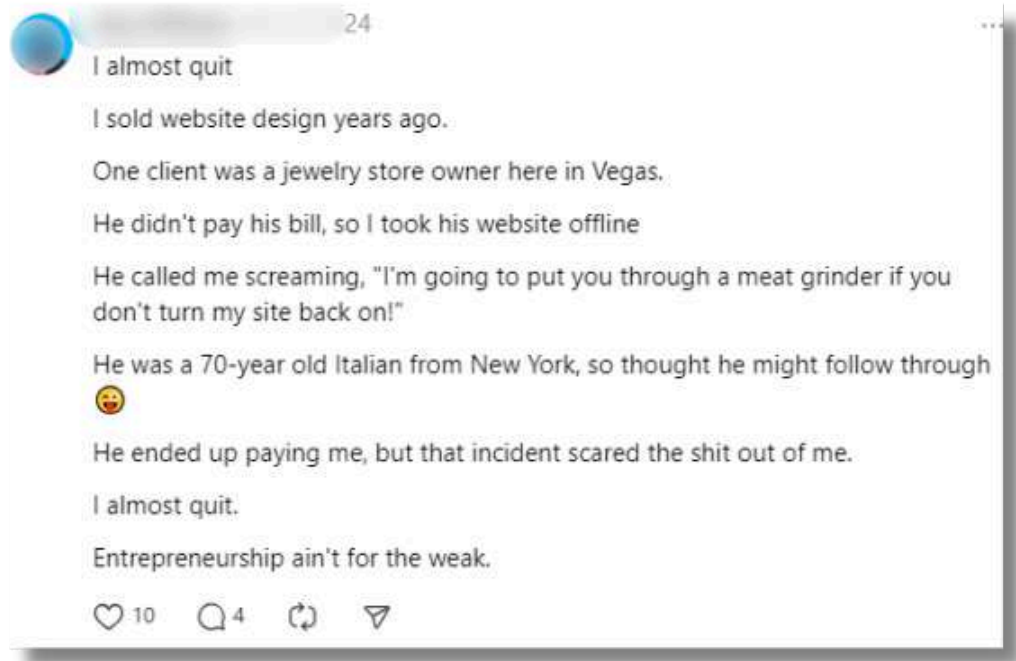 24
I almost quit
I sold website design years ago.
One client was a jewelry store owner here in Vegas.
He didn't pay his bill, so I took his website offline
He called me screaming, "I'm going to put you through a meat grinder if you
don't turn my site back on!"
He was a 70-year old Italian from New York, so thought he might follow through
😛
He ended up paying me, but that incident scared the shit out of me.
I almost quit.
Entrepreneurship ain't for the weak.
10 4